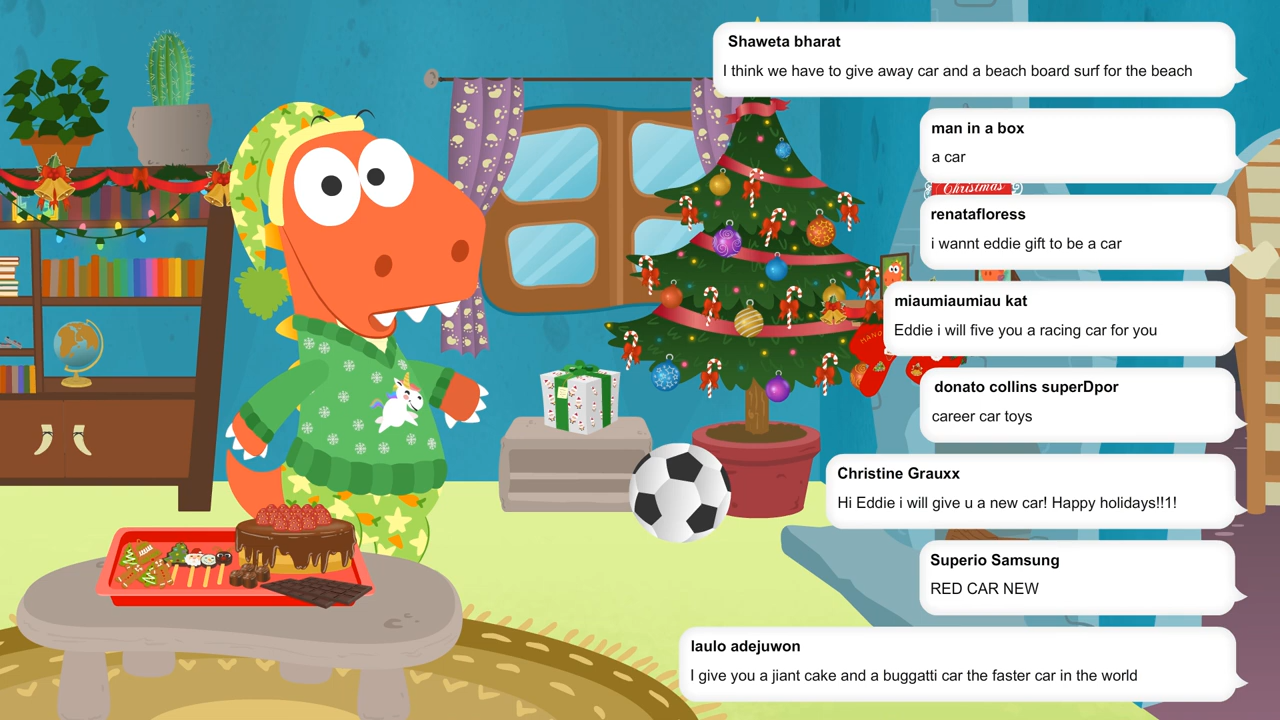 Shaweta bharat
I think we have to give away car and a beach board surf for the beach
man in a box
a car
Christmas
renatafloress
i wannt eddie gift to be a car
miaumiaumiau kat
Eddie i will five you a racing car for you
donato collins superDpor
career car toys
Christine Grauxx
Hi Eddie i will give u a new car! Happy holidays!!1!
Superio Samsung
RED CAR NEW
laulo adejuwon
I give you a jiant cake and a buggatti car the faster car in the world